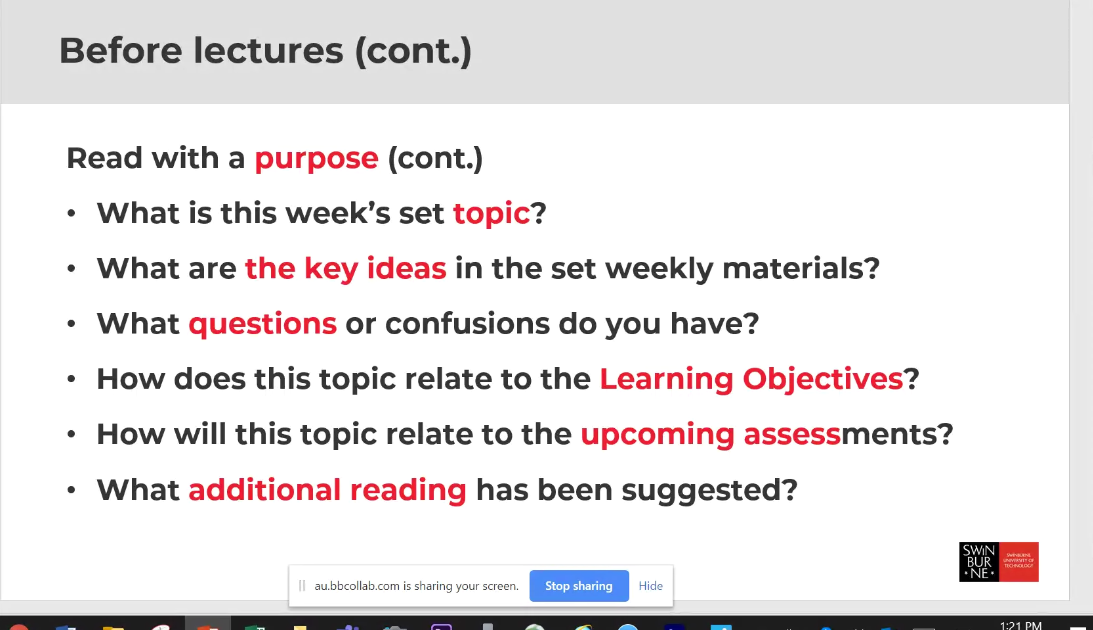 Before lectures (cont.)
Read with a purpose (cont.)
• What is this week’s set topic?
• What are the key ideas in the set weekly materials?
• What questions or confusions do you have?
• How does this topic relate to the Learning Objectives?
• How will this topic relate to the upcoming assessments?
• What additional reading has been suggested?
SWIN
BUR
• NE •
SWINBURNE
UNIVERSITY OF
TECHNOLOGY
au.bbcollab.com is sharing your screen. Stop sharing Hide
1:21 PM